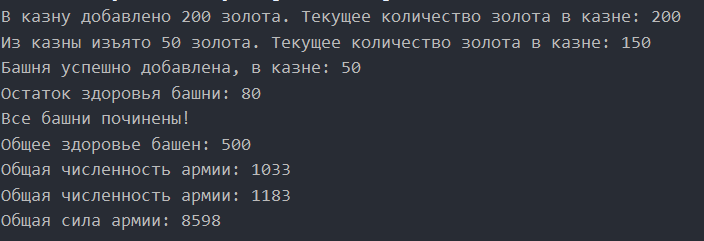 В казну добавлено 200 золота. Текущее количество золота в казне: 200
Из казны изъято 50 золота. Текущее количество золота в казне: 150
Башня успешно добавлена, в казне: 50
Остаток здоровья башни: 80
Все башни починены!
Общее здоровье башен: 500
Общая численность армии: 1033
Общая численность армии: 1183
Общая сила армии: 8598